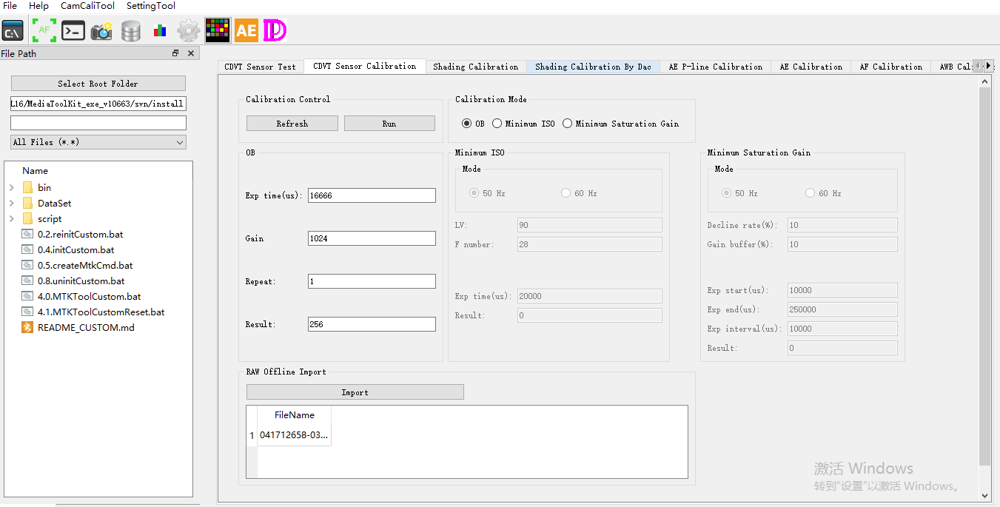 File Help CamCaliTool SettingTool
C:\ AF AE
File Path
Select Root Folder
L16/MediaToolKit_exe_v10663/svn/install
All Files (*.*)
Name
bin
DataSet
script
0.2.reinitCustom.bat
0.4.initCustom.bat
0.5.createMtkCmd.bat
0.8.uninitCustom.bat
4.0.MTKToolCustom.bat
4.1.MTKToolCustomReset.bat
README_CUSTOM.md
CDVT Sensor Test CDVT Sensor Calibration Shading Calibration Shading Calibration By Dac AE P-line Calibration AE Calibration AF Calibration AWB Cal
Calibration Control
Refresh Run
Calibration Mode
OB Minimum ISO Minimum Saturation Gain
OB
Exp time(us): 16666
Gain 1024
Repeat: 1
Result: 256
Minimum ISO
Mode
50 Hz 60 Hz
LV: 90
F number: 28
Exp time(us): 20000
Result: 0
Minimum Saturation Gain
Mode
50 Hz 60 Hz
Decline rate(%): 10
Gain buffer(%): 10
Exp start(us): 10000
Exp end(us): 250000
Exp interval(us): 10000
Result: 0
RAW Offline Import
Import
FileName
1 041712658-03...
激活 Windows
转到"设置"以激活 Windows。